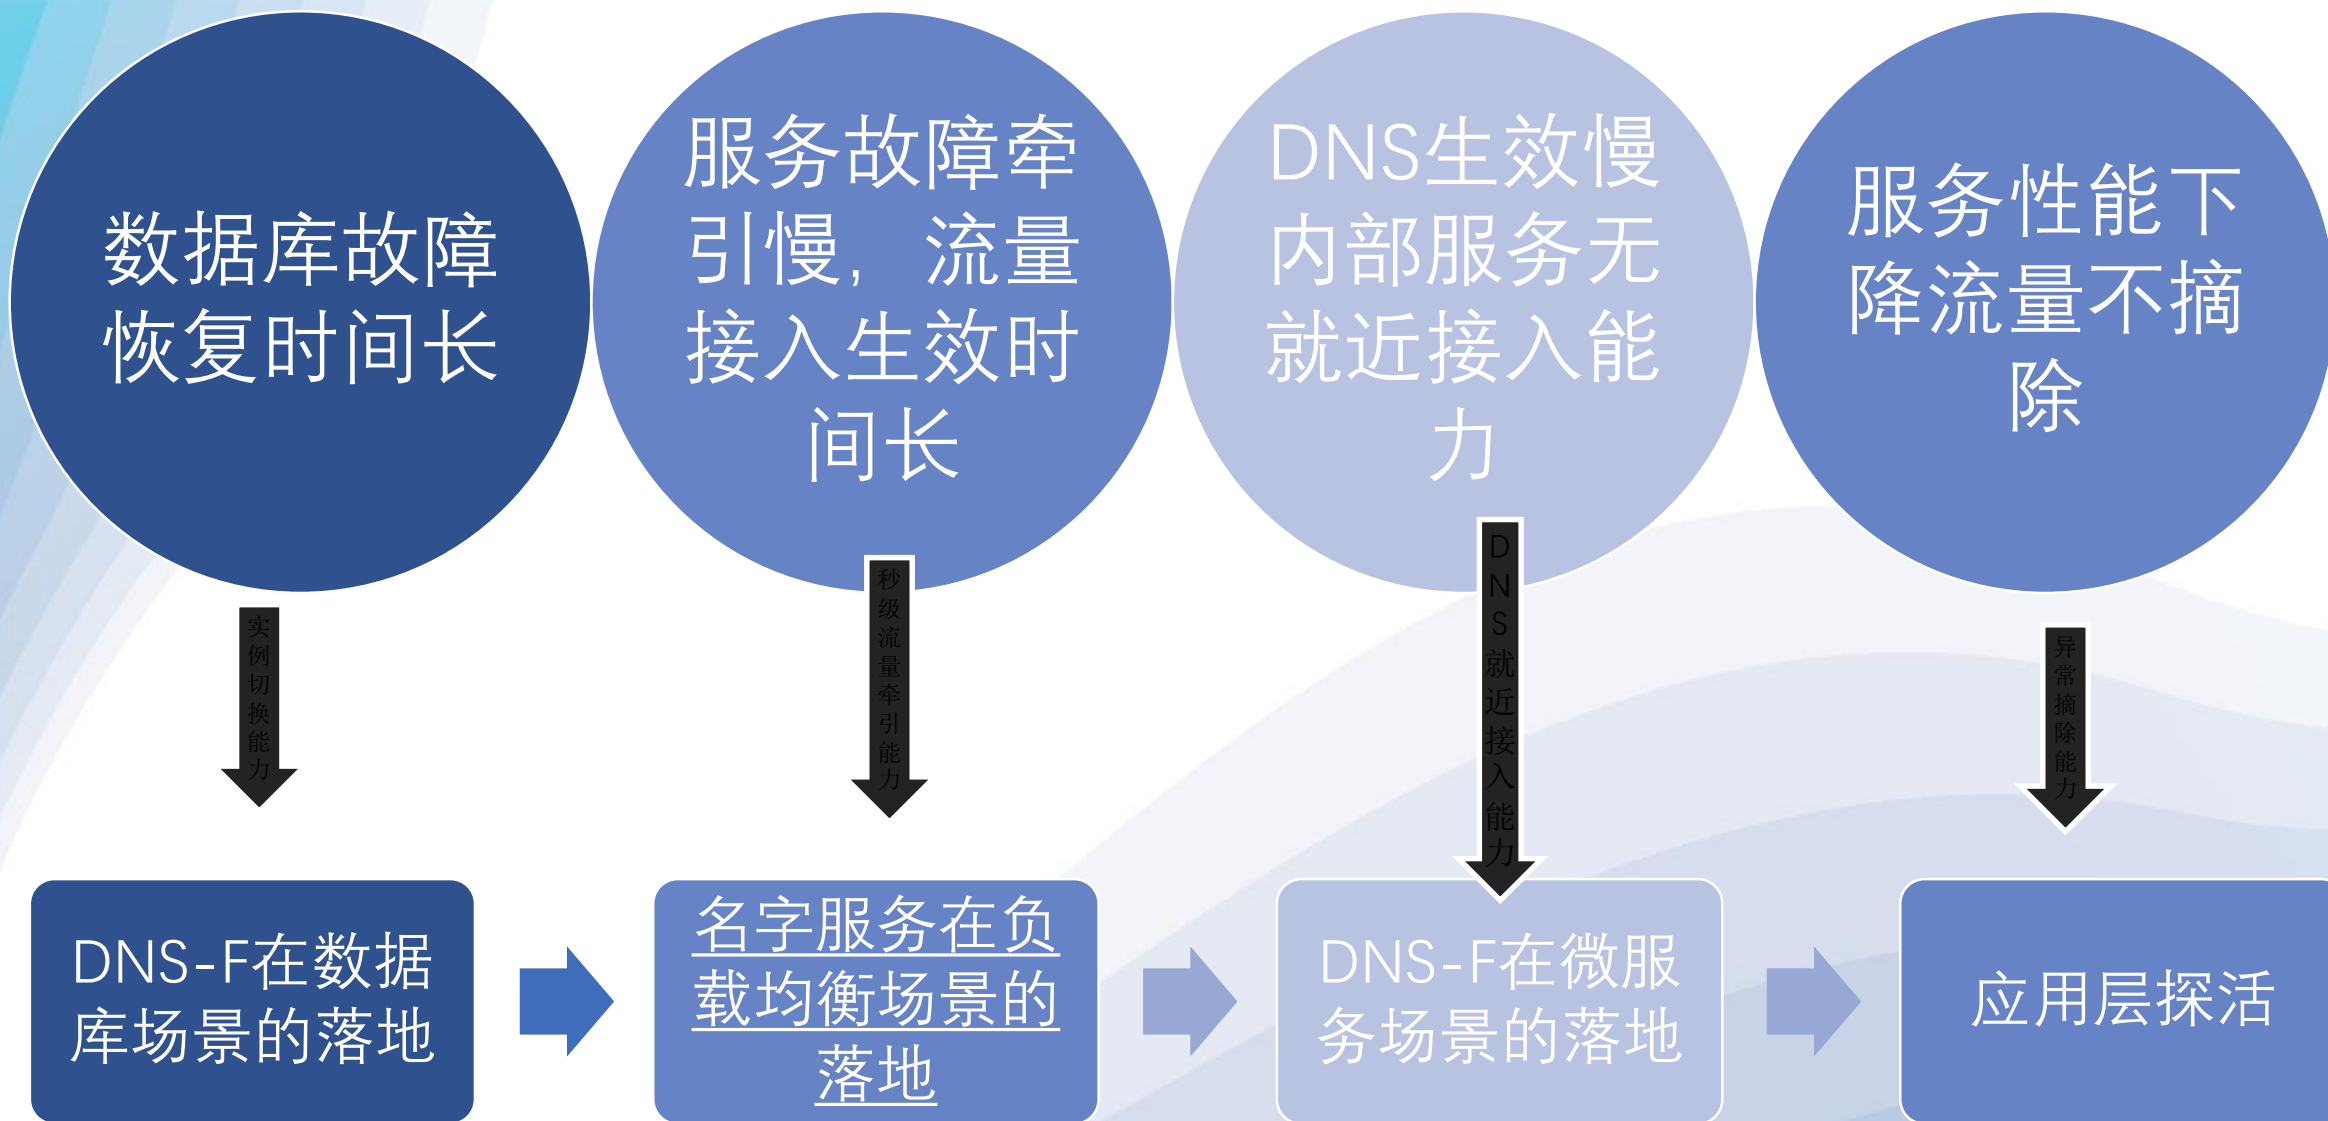 数据库故障
恢复时间长
服务故障牵
引慢，流量
接入生效时
间长
DNS生效慢
内部服务无
就近接入能
力
服务性能下
降流量不摘
除
实例切换能力
秒级流量牵引能力
DNS就近接入能力
异常摘除能力
DNS-F在数据
库场景的落地
名字服务在负
载均衡场景的
落地
DNS-F在微服
务场景的落地
应用层探活